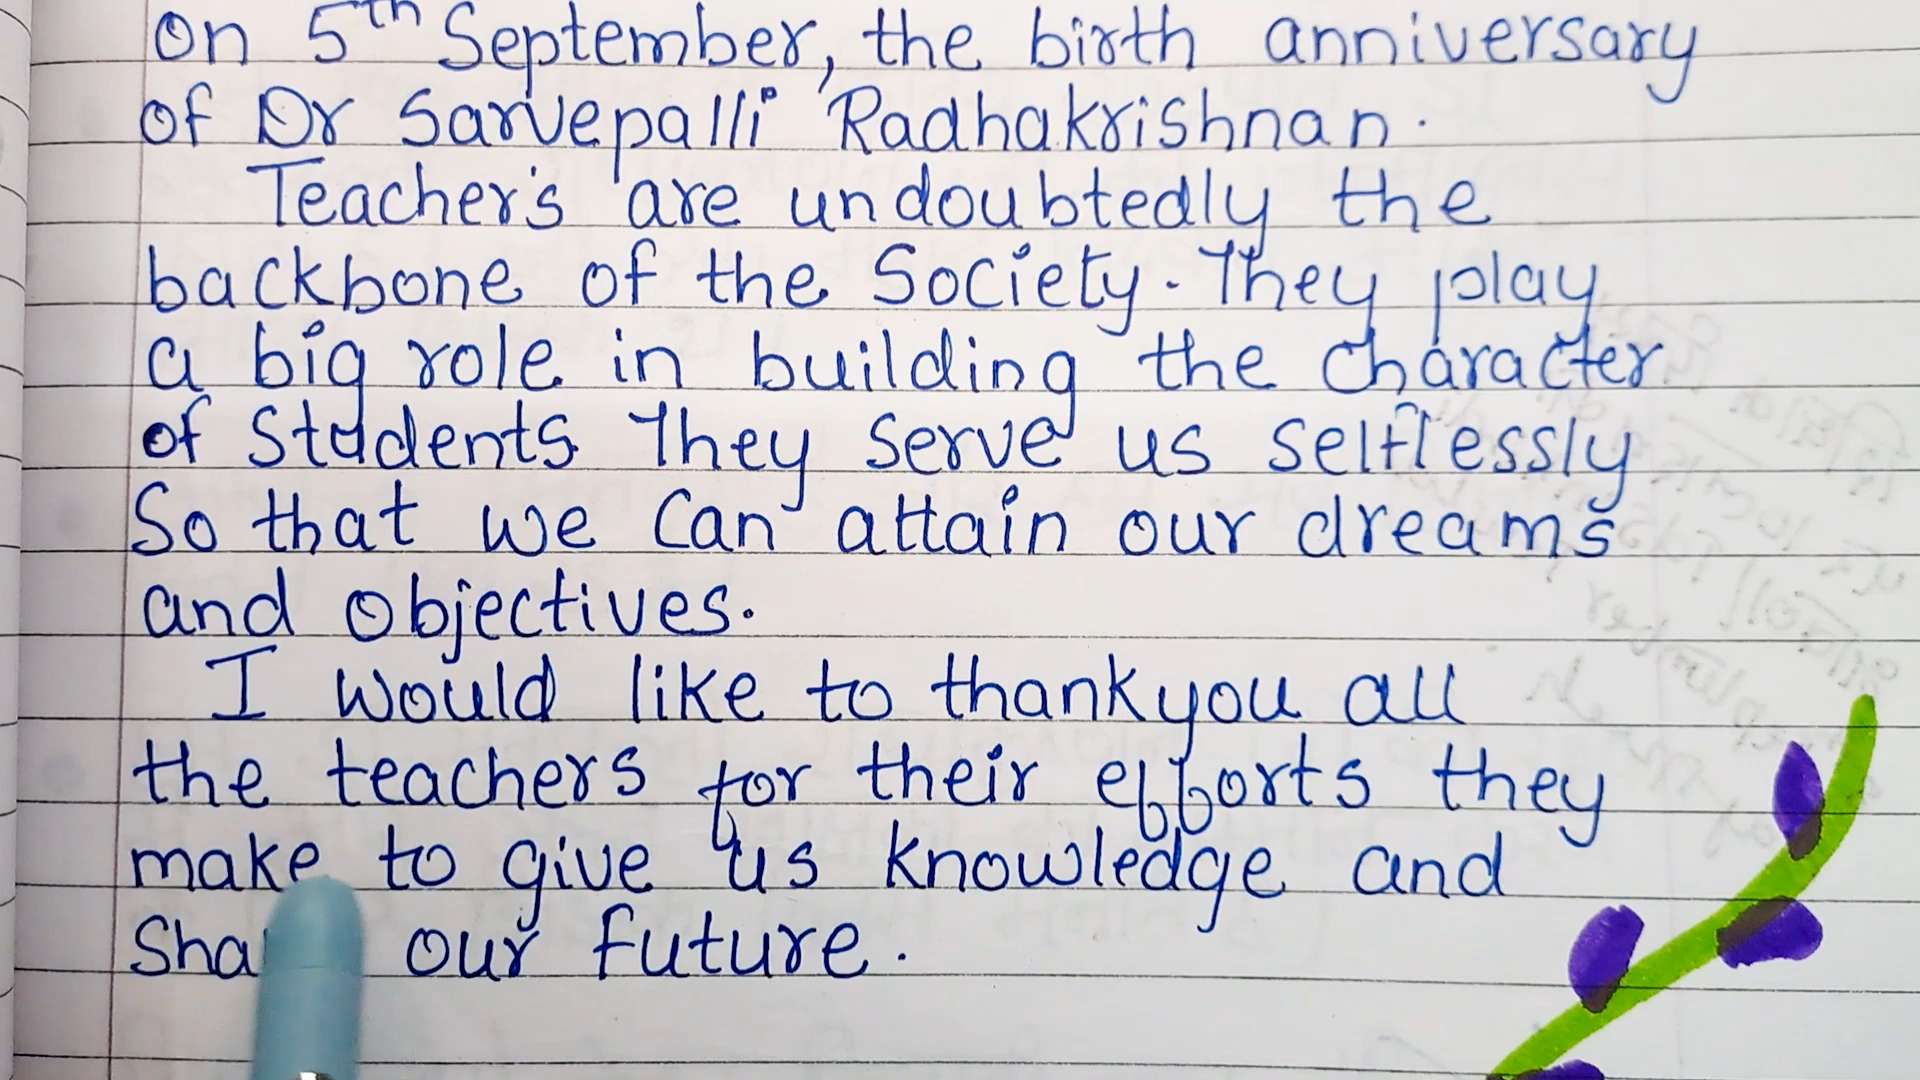 On 5th September, the birth anniversary
of Dr Sarvepalli Radhakrishnan.
Teacher's are undoubtedly the
backbone of the Society. They play
a big role in building the character
of Students They serve us selflessly
So that we Can attain our dreams
and objectives.
I would like to thankyou all
the teachers for their efforts they
make to give us knowledge and
our future.